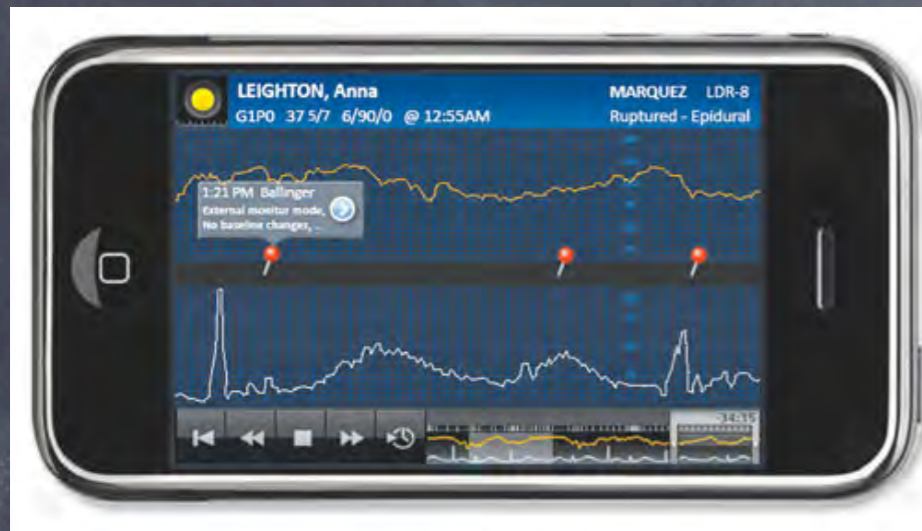 LEIGHTON, Anna
MARQUEZ LDR-8
G1P0 37 5/7 6/90/0 @ 12:55AM
Ruptured - Epidural
1:21 PM Ballinger
External monitor mode,
No baseline changes, ..
-34:15